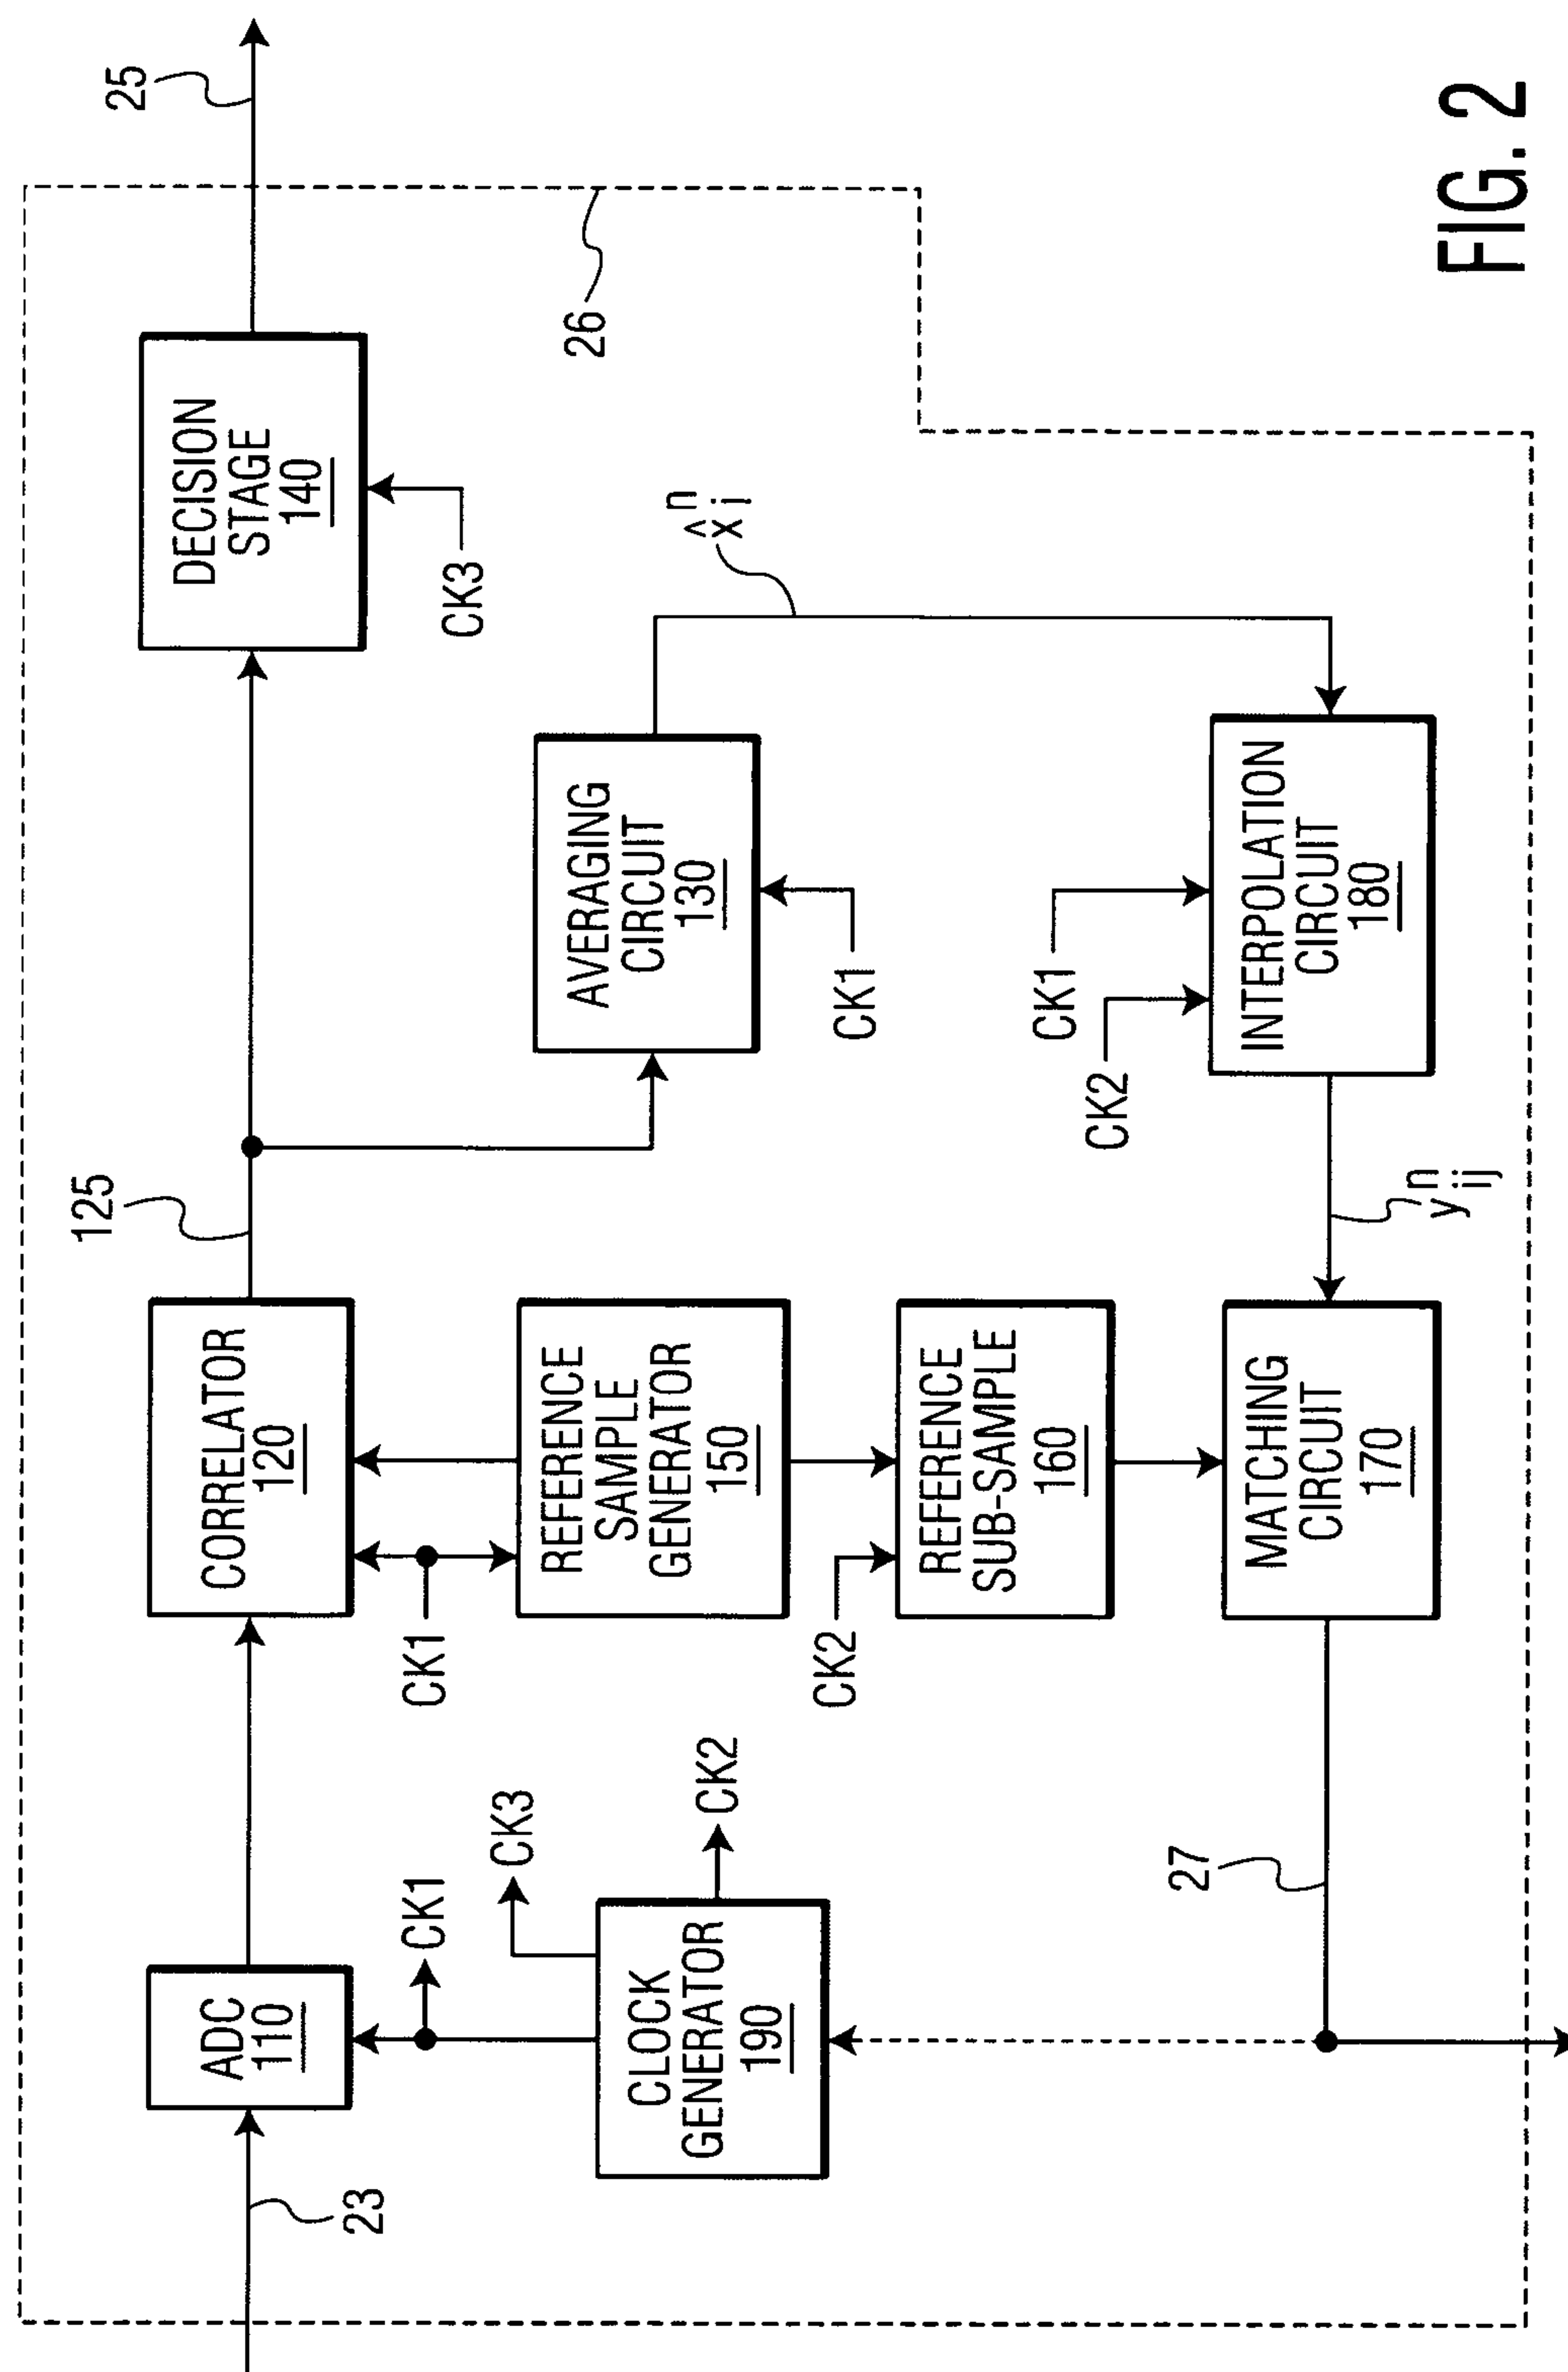 25
DECISION
STAGE
140
CK3
26
125
AVERAGING
CIRCUIT
130
CK1
x̂ n i
CORRELATOR
120
REFERENCE
SAMPLE
GENERATOR
150
CK1
REFERENCE
SUB-SAMPLE
160
CK2
MATCHING
CIRCUIT
170
y n ij
INTERPOLATION
CIRCUIT
180
CK1
CK2
ADC
110
CK1
CK3
CK2
CLOCK
GENERATOR
190
23
27
FIG. 2